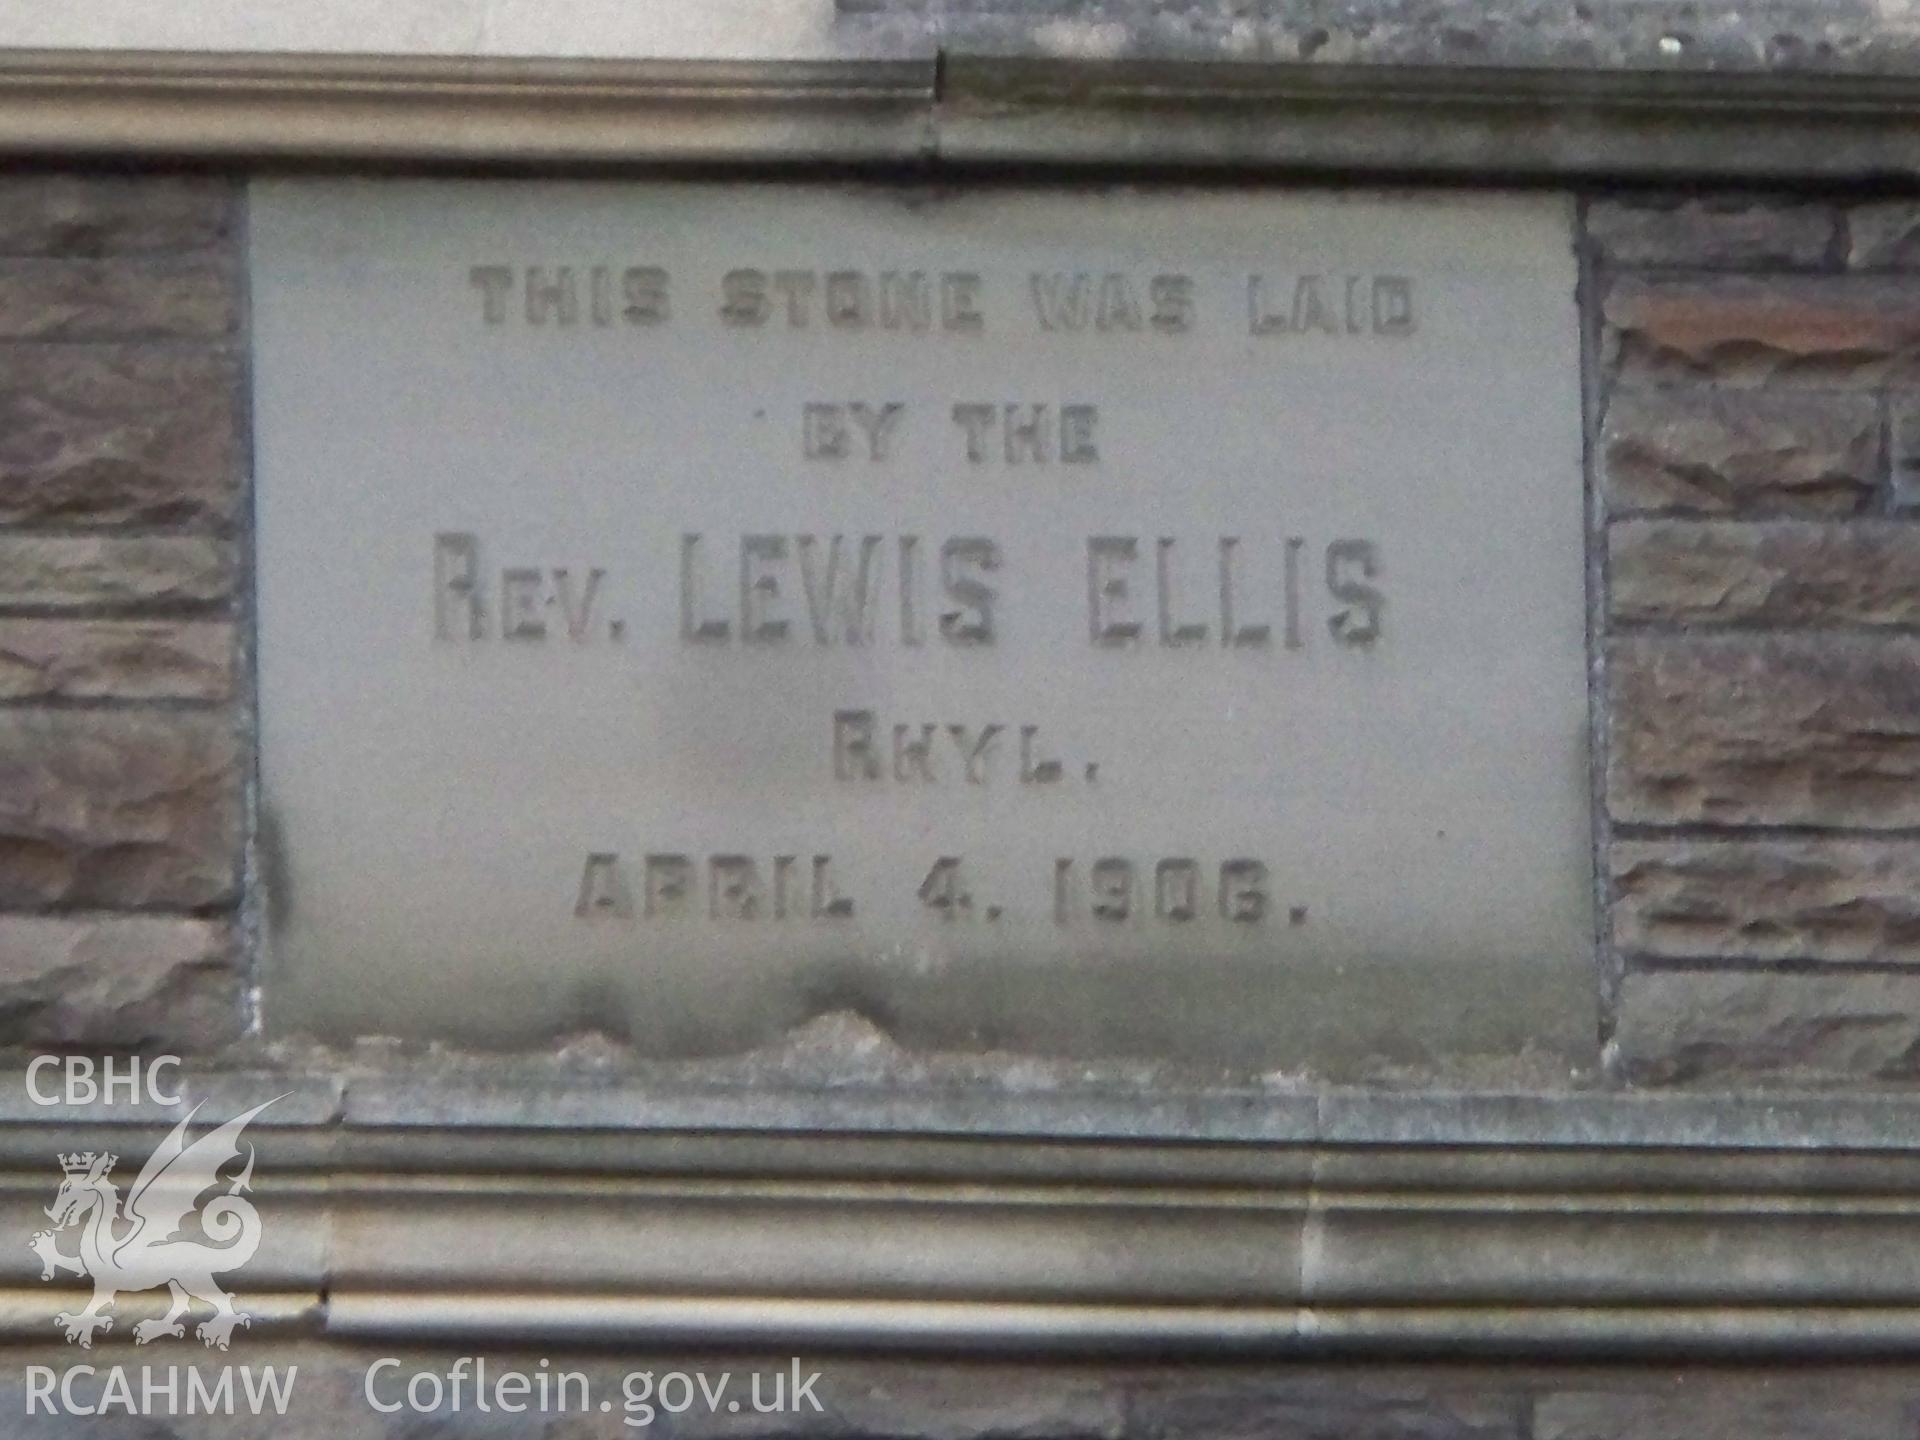 THIS STONE WAS LAID
BY THE
REV. LEWIS ELLIS
RHYL.
APRIL 4. 1906.
CBHC
RCAHMW
Coflein.gov.uk